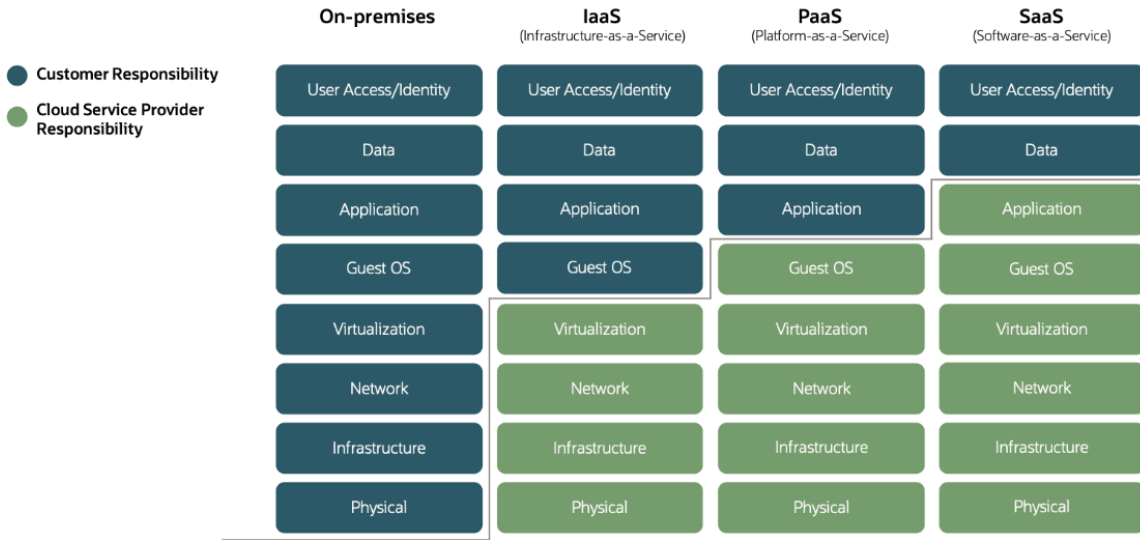 On-premises IaaS PaaS SaaS
(Infrastructure-as-a-Service) (Platform-as-a-Service) (Software-as-a-Service)
Customer Responsibility
Cloud Service Provider
Responsibility
User Access/Identity User Access/Identity User Access/Identity User Access/Identity
Data Data Data Data
Application Application Application Application
Guest OS Guest OS Guest OS Guest OS
Virtualization Virtualization Virtualization Virtualization
Network Network Network Network
Infrastructure Infrastructure Infrastructure Infrastructure
Physical Physical Physical Physical